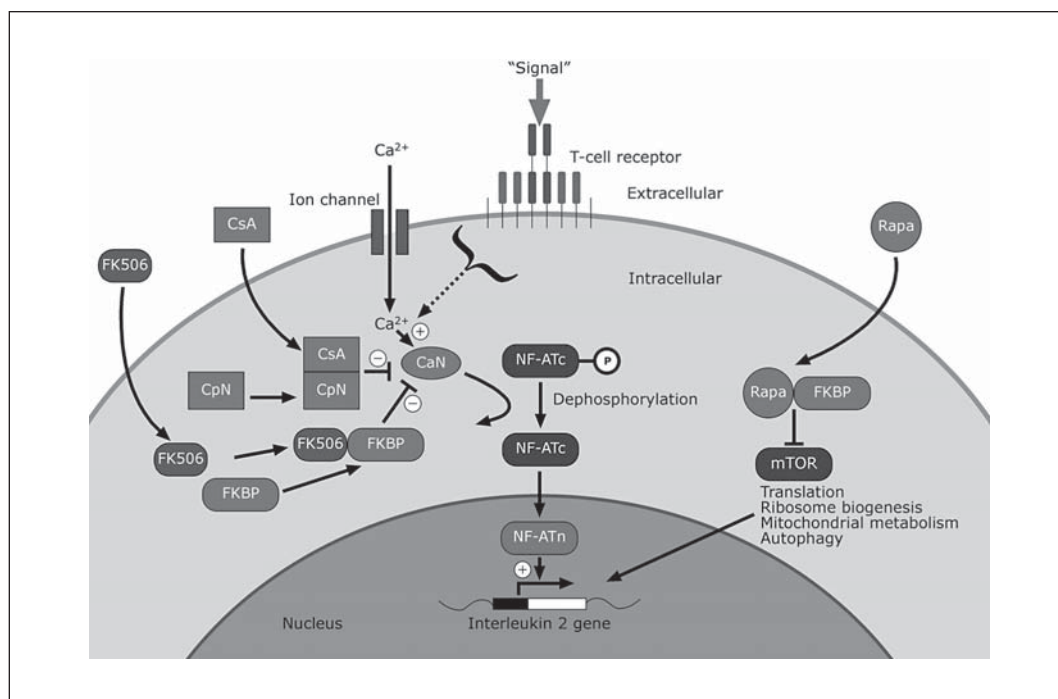 “Signal”
Ca2+
T-cell receptor
Extracellular
Ion channel
CsA
Rapa
FK506
Intracellular
Ca2+
+
CsA
−
CaN
NF-ATc
P
CpN
CpN
Rapa
FKBP
−
Dephosphorylation
FK506
FK506
FKBP
NF-ATc
mTOR
FKBP
Translation
Ribosome biogenesis
Mitochondrial metabolism
Autophagy
NF-ATn
+
Nucleus
Interleukin 2 gene